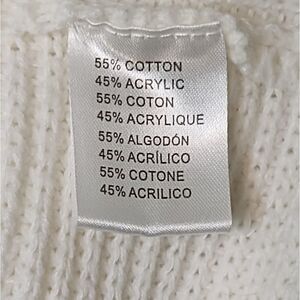 55% COTTON
45% ACRYLIC
55% COTON
45% ACRYLIQUE
55% ALGODÓN
45% ACRÍLICO
55% COTONE
45% ACRILICO